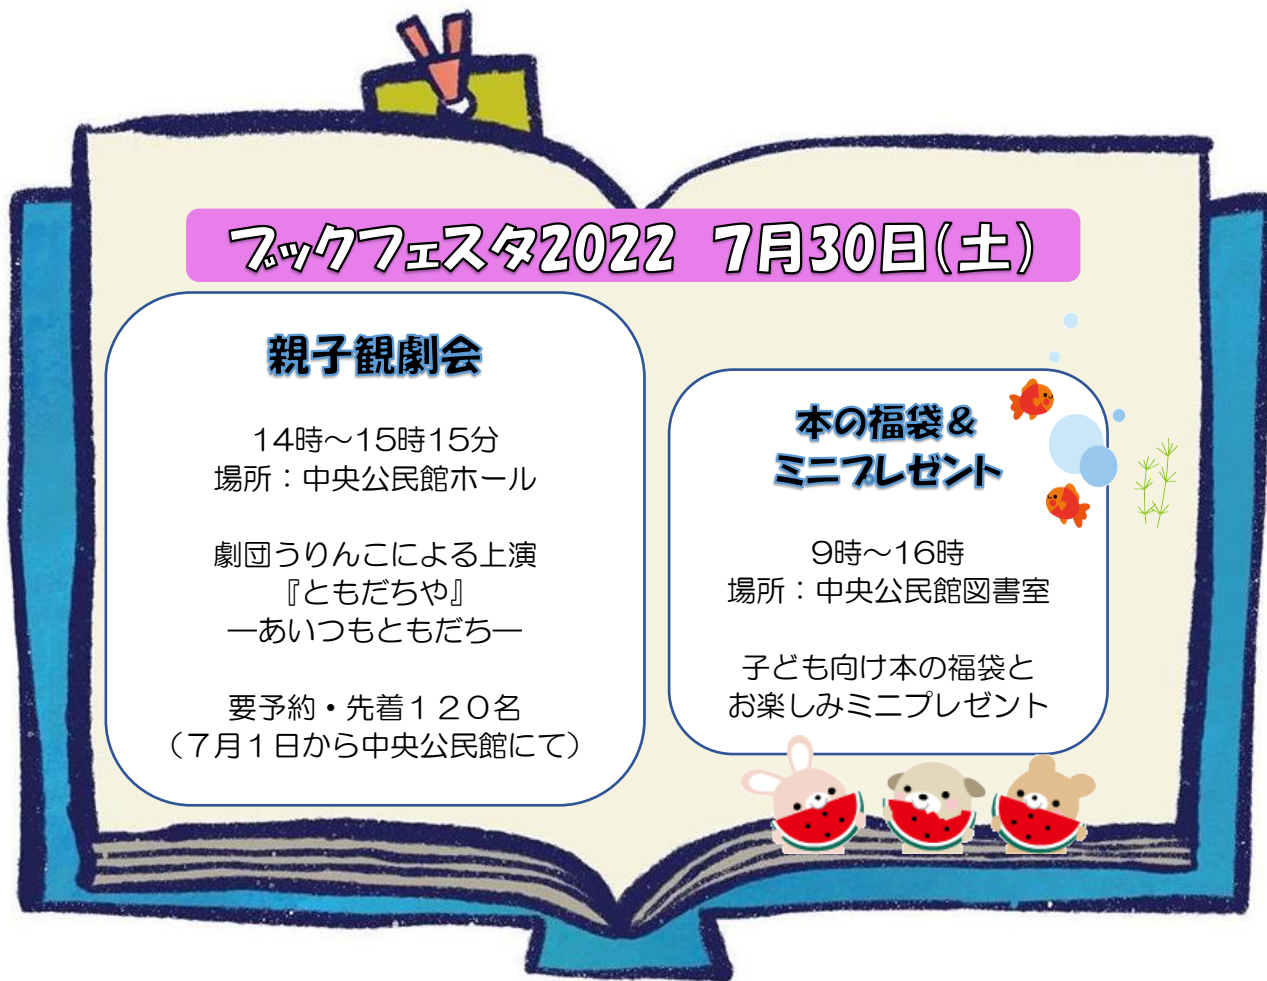 ブックフェスタ2022　7月30日(土)
親子観劇会
14時～15時15分
場所：中央公民館ホール
劇団うりんこによる上演
『ともだちや』
―あいつもともだち―
要予約・先着１２０名
（７月１日から中央公民館にて）
本の福袋＆
ミニプレゼント
9時～16時
場所：中央公民館図書室
子ども向け本の福袋と
お楽しみミニプレゼント